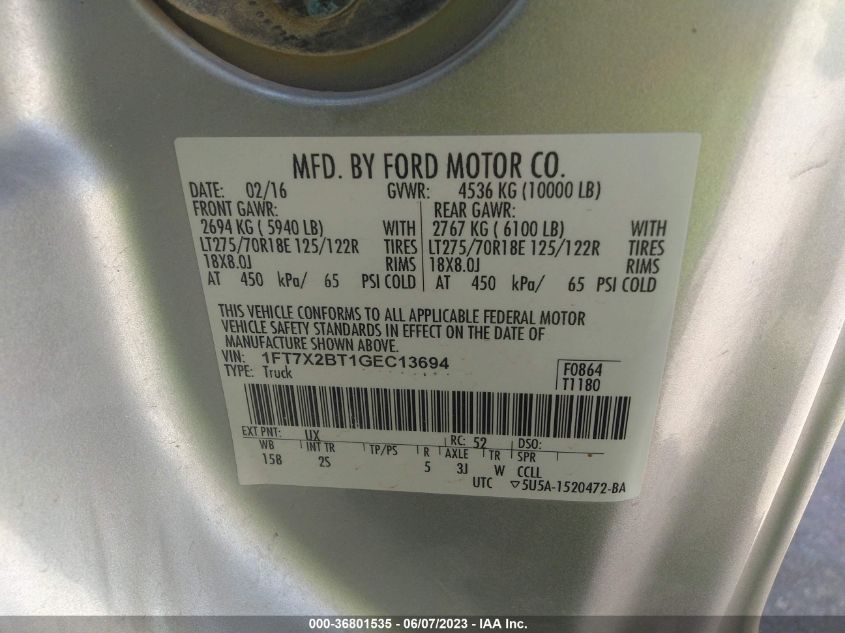 MFD. BY FORD MOTOR CO.
DATE: 02/16 GVWR: 4536 KG (10000 LB)
FRONT GAWR: REAR GAWR:
2694 KG ( 5940 LB) WITH 2767 KG ( 6100 LB) WITH
LT275/70R18E 125/122R TIRES LT275/70R18E 125/122R TIRES
18X8.0J RIMS 18X8.0J RIMS
AT 450 kPa/ 65 PSI COLD AT 450 kPa/ 65 PSI COLD
THIS VEHICLE CONFORMS TO ALL APPLICABLE FEDERAL MOTOR
VEHICLE SAFETY STANDARDS IN EFFECT ON THE DATE OF
MANUFACTURE SHOWN ABOVE.
VIN: 1FT7X2BT1GEC13694
TYPE: Truck
F0864
T1180
EXT PNT: UX RC: 52 DSO:
WB INT TR TP/PS R AXLE TR SPR
158 2S 5 3J W CCLL
UTC ▽5U5A-1520472-BA
000-36801535 - 06/07/2023 - IAA Inc.